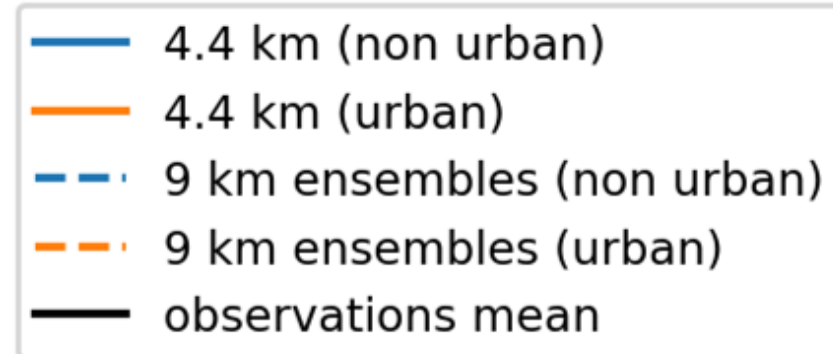 4.4 km (non urban)
4.4 km (urban)
9 km ensembles (non urban)
9 km ensembles (urban)
observations mean